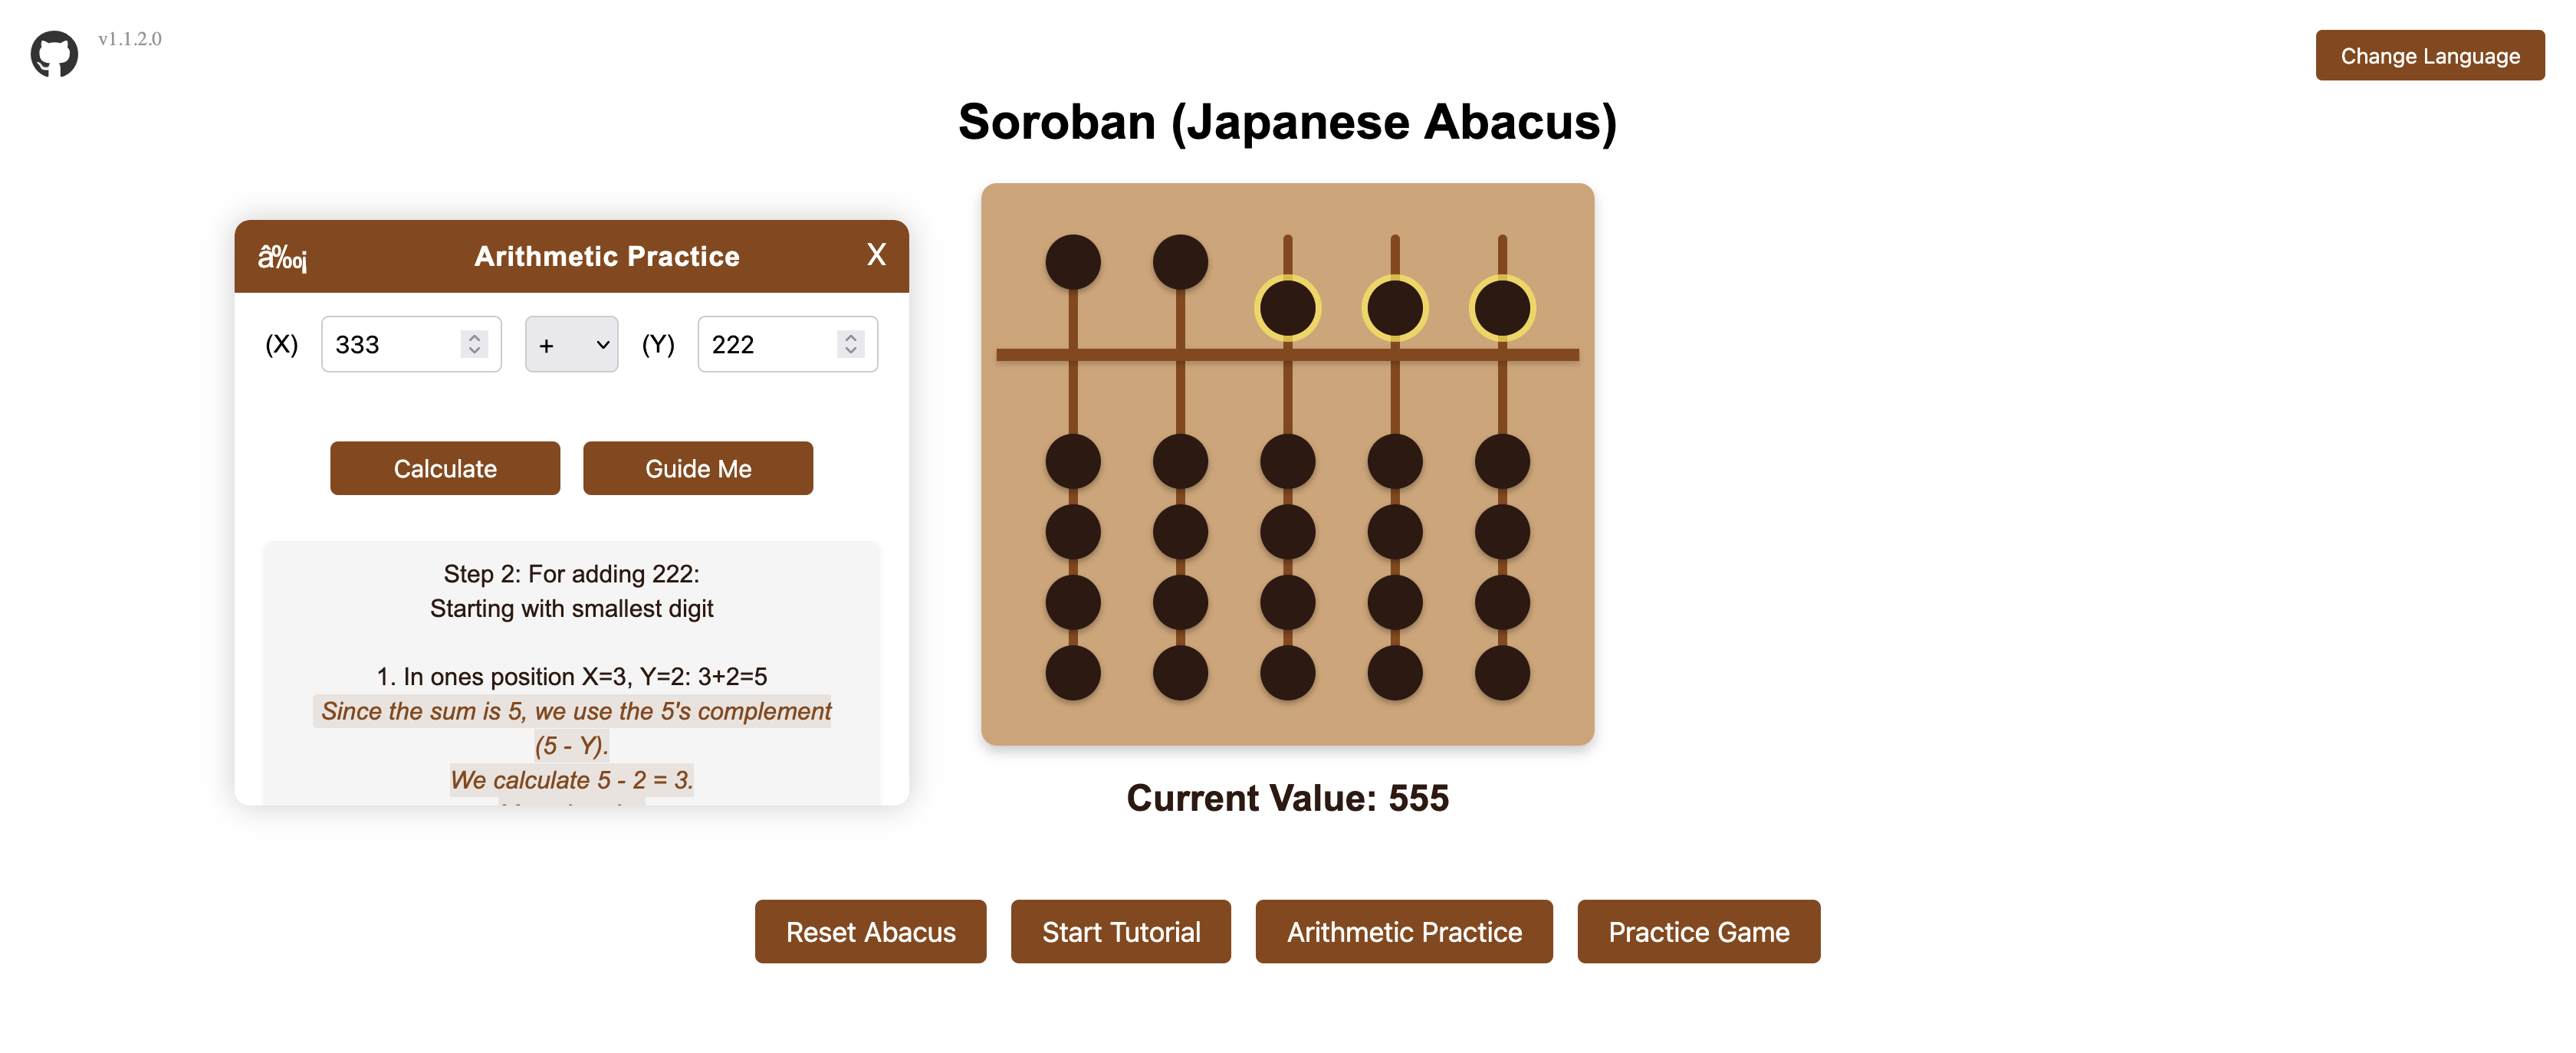 v1.1.2.0
Change Language
Soroban (Japanese Abacus)
≡
Arithmetic Practice
X
(X) 333 + (Y) 222
Calculate Guide Me
Step 2: For adding 222:
Starting with smallest digit
1. In ones position X=3, Y=2: 3+2=5
Since the sum is 5, we use the 5's complement
(5 - Y).
We calculate 5 - 2 = 3.
Current Value: 555
Reset Abacus Start Tutorial Arithmetic Practice Practice Game